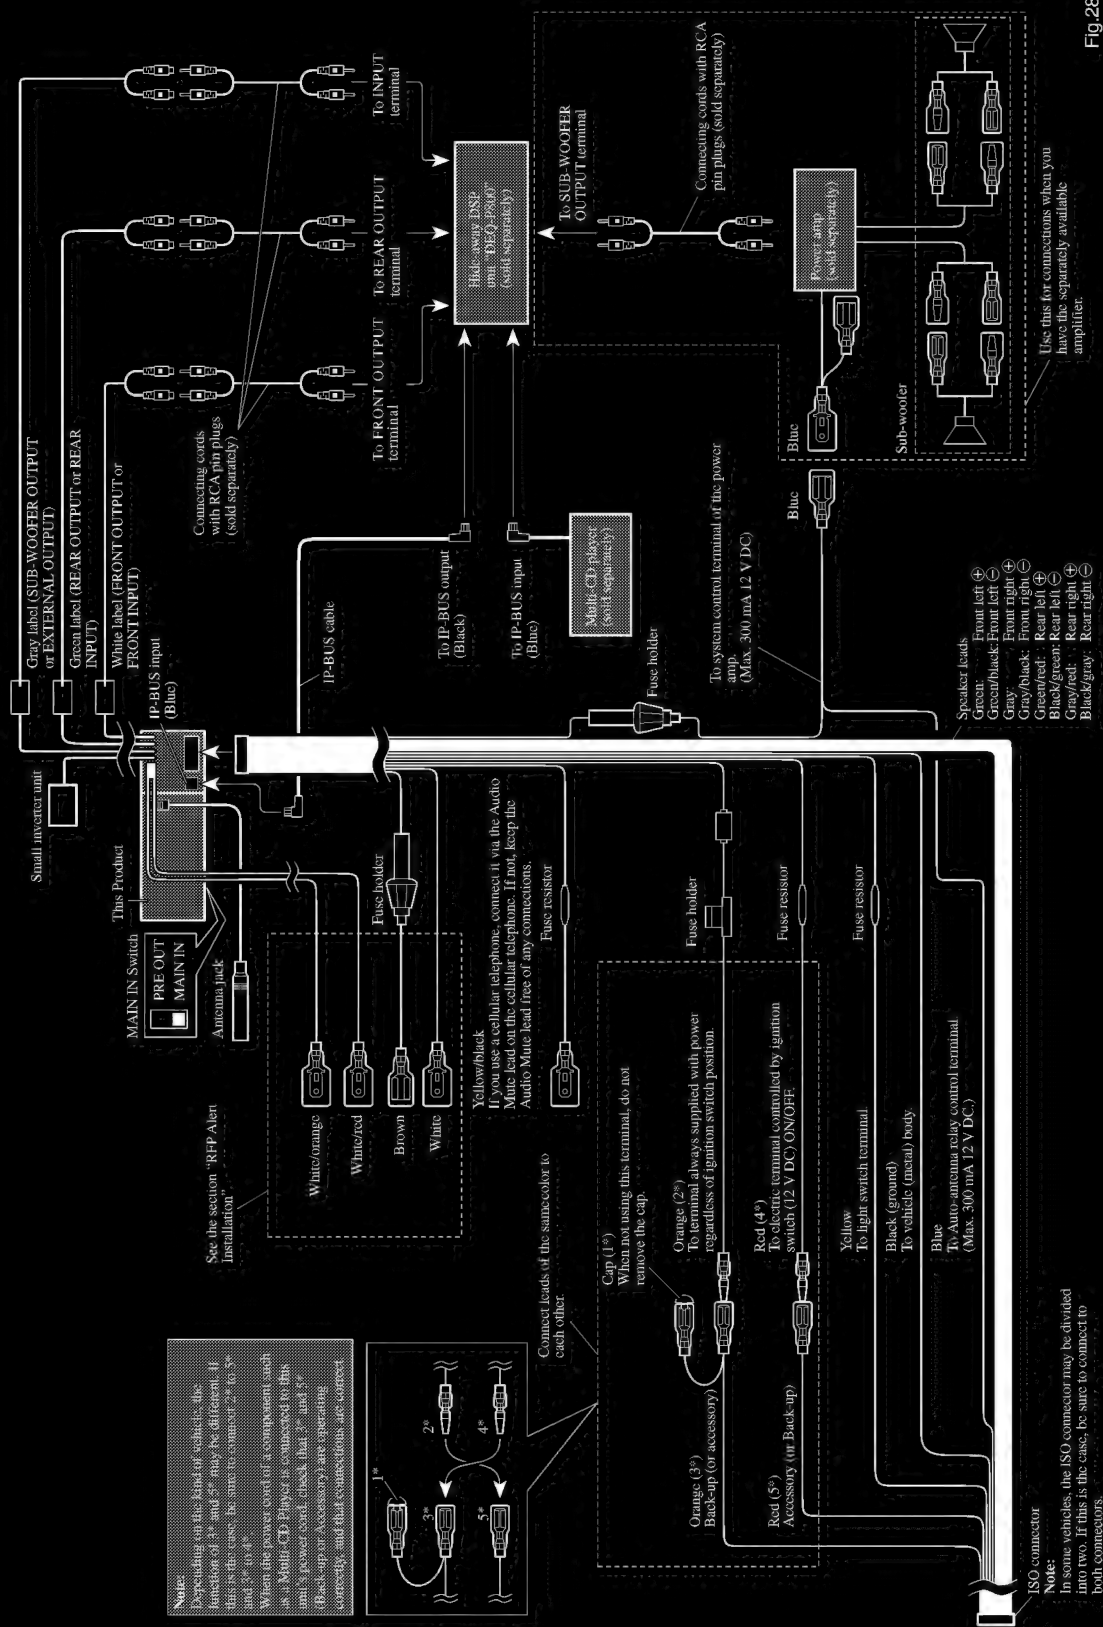 Gray label (SUB-WOOFER OUTPUT
or EXTERNAL OUTPUT)
Green label (REAR OUTPUT or REAR
INPUT)
White label (FRONT OUTPUT or
FRONT INPUT)
Small inverter unit
This Product
IP-BUS input
(Blue)
MAIN IN Switch
PRE OUT
MAIN IN
Antenna jack
Connecting cords
with RCA pin plugs
(sold separately)
To INPUT
terminal
To REAR OUTPUT
terminal
To FRONT OUTPUT
terminal
IP-BUS cable
To IP-BUS output
(Black)
To IP-BUS input
(Blue)
Multi-CD player
(sold separately)
Hide-away DSP
unit "DEQ-P800"
(sold separately)
To SUB-WOOFER
OUTPUT terminal
Connecting cords with RCA
pin plugs (sold separately)
Power amp
(sold separately)
Blue
Blue
Sub-woofer
Use this for connections when you
have the separately available
amplifier.
Fig.28
See the section "RFP Alert
Installation"
White/orange
White/red
Brown
White
Fuse holder
Yellow/black
If you use a cellular telephone, connect it via the Audio
Mute lead on the cellular telephone. If not, keep the
Audio Mute lead free of any connections.
Fuse resistor
Fuse holder
To system control terminal of the power
amp.
(Max. 300 mA 12 V DC)
Speaker leads
Green: Front left ⊕
Green/black: Front left ⊖
Gray: Front right ⊕
Gray/black: Front right ⊖
Green/red: Rear left ⊕
Black/green: Rear left ⊖
Gray/red: Rear right ⊕
Black/gray: Rear right ⊖
Note:
Depending on the kind of vehicle, the
function of 3* and 5* may be different. If
this is the case, be sure to connect 2* to 5*
and 4* to 3*.
When the power cord of a component such
as Multi-CD Player is connected to this
unit's power cord, check that 3* and 5*
(Back-up or Accessory) are operating
correctly and that connections are correct.
1*
2*
3*
4*
5*
Connect leads of the same color to
each other.
Cap (1*)
When not using this terminal, do not
remove the cap.
Orange (2*)
To terminal always supplied with power
regardless of ignition switch position.
Fuse holder
Orange (3*)
Back-up (or accessory)
Red (4*)
To electric terminal controlled by ignition
switch (12 V DC) ON/OFF.
Fuse resistor
Red (5*)
Accessory (or Back-up)
Yellow
To light switch terminal
Fuse resistor
Black (ground)
To vehicle (metal) body.
Blue
To Auto-antenna relay control terminal
(Max. 300 mA 12 V DC.)
ISO connector
Note:
In some vehicles, the ISO connector may be divided
into two. If this is the case, be sure to connect to
both connectors.